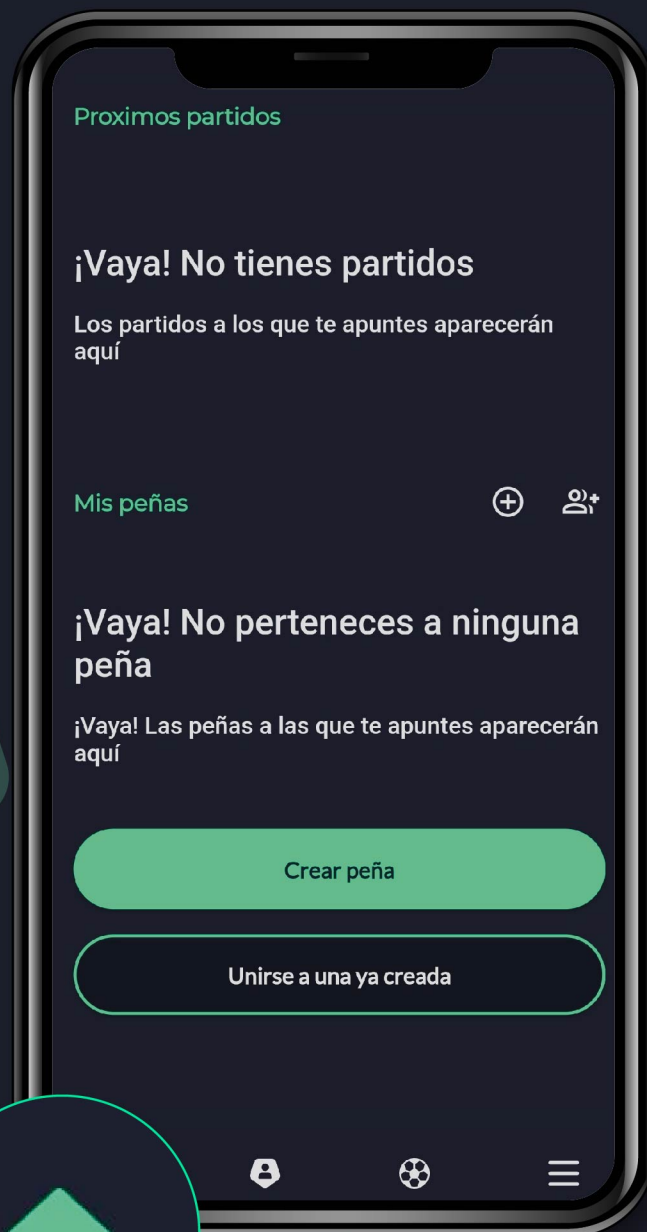 Proximos partidos
¡Vaya! No tienes partidos
Los partidos a los que te apuntes aparecerán
aquí
Mis peñas
¡Vaya! No perteneces a ninguna
peña
¡Vaya! Las peñas a las que te apuntes aparecerán
aquí
Crear peña
Unirse a una ya creada